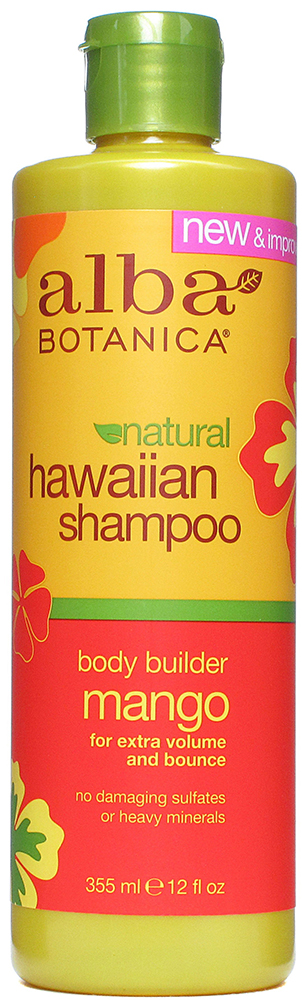 new & impro
alba
BOTANICA®
natural
hawaiian
shampoo
body builder
mango
for extra volume
and bounce
no damaging sulfates
or heavy minerals
355 ml ℮ 12 fl oz